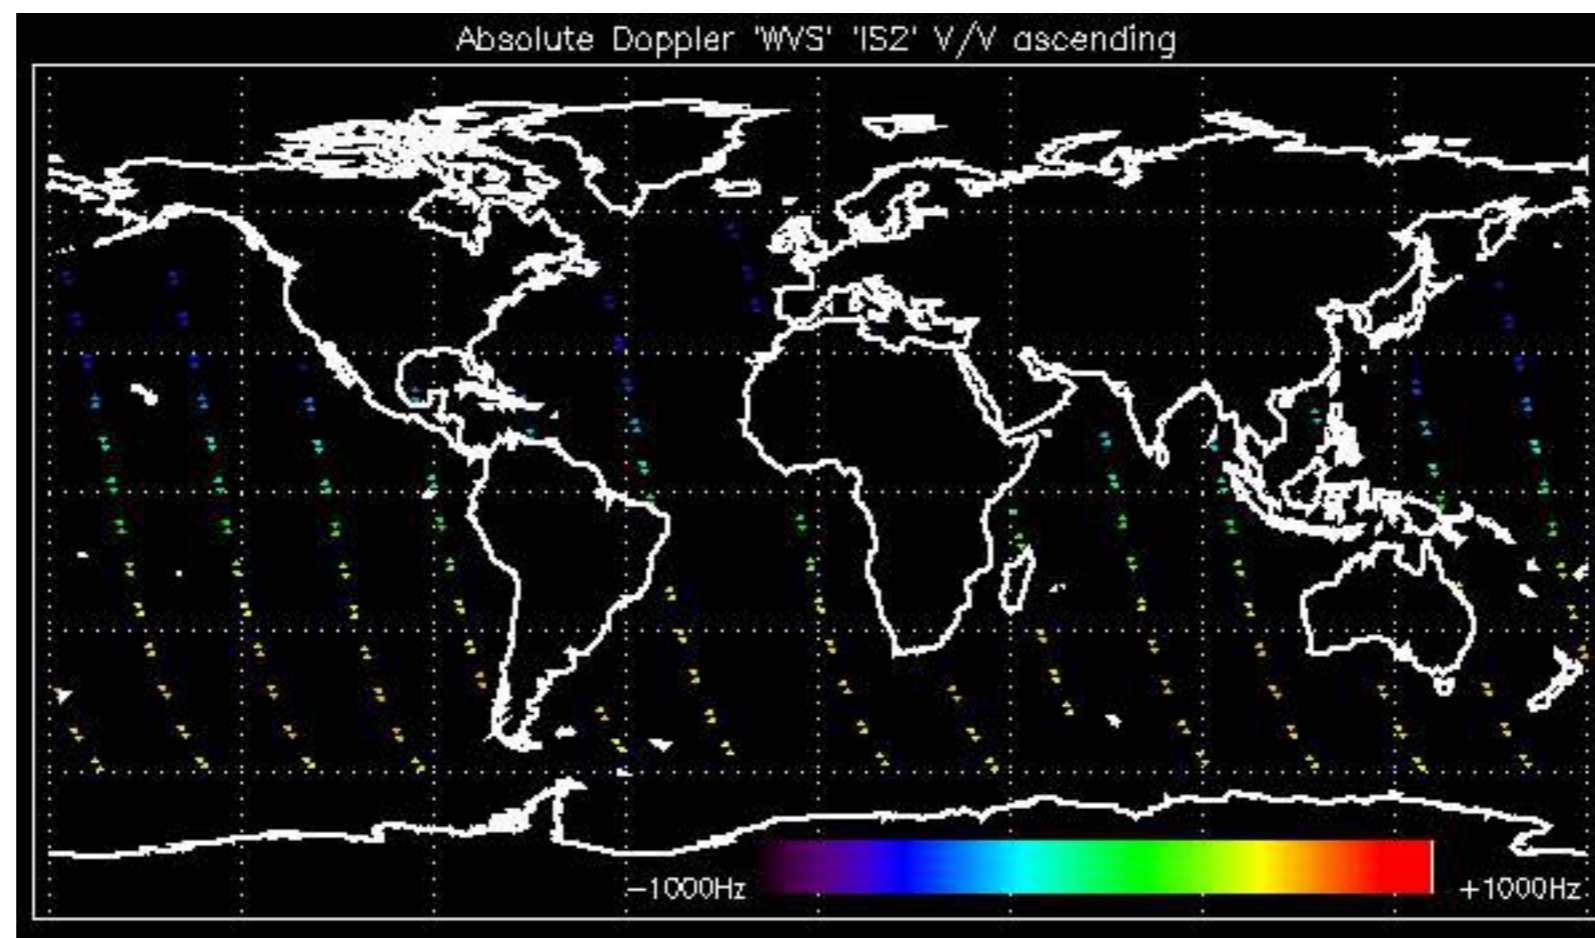 Absolute Doppler 'WVS' 'IS2' V/V ascending
−1000Hz +1000Hz